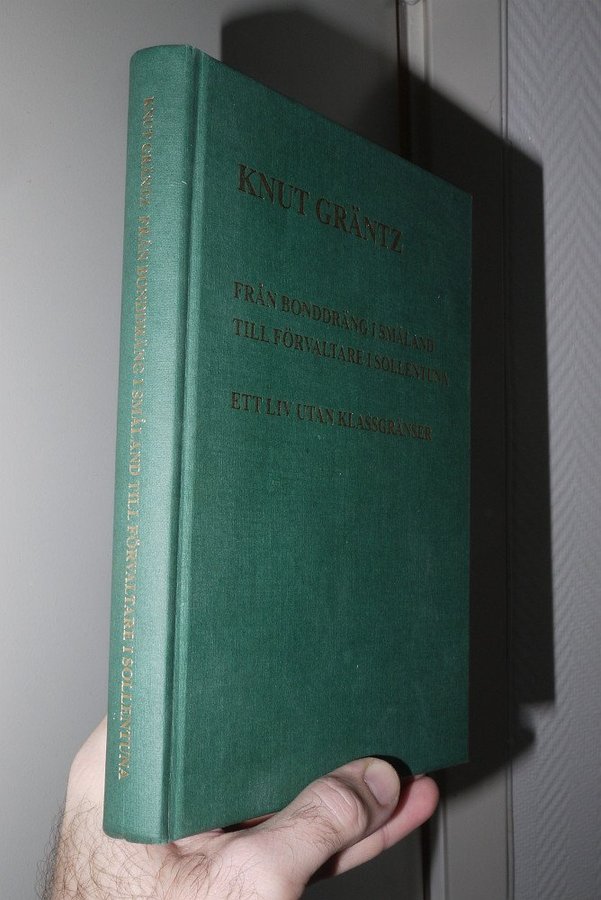 KNUT GRÄNTZ
FRÅN BONDDRÄNG I SMÅLAND
TILL FÖRVALTARE I SOLLENTUNA
ETT LIV UTAN KLASSGRÄNSER
KNUT GRÄNTZ FRÅN BONDDRÄNG I SMÅLAND TILL FÖRVALTARE I SOLLENTUNA